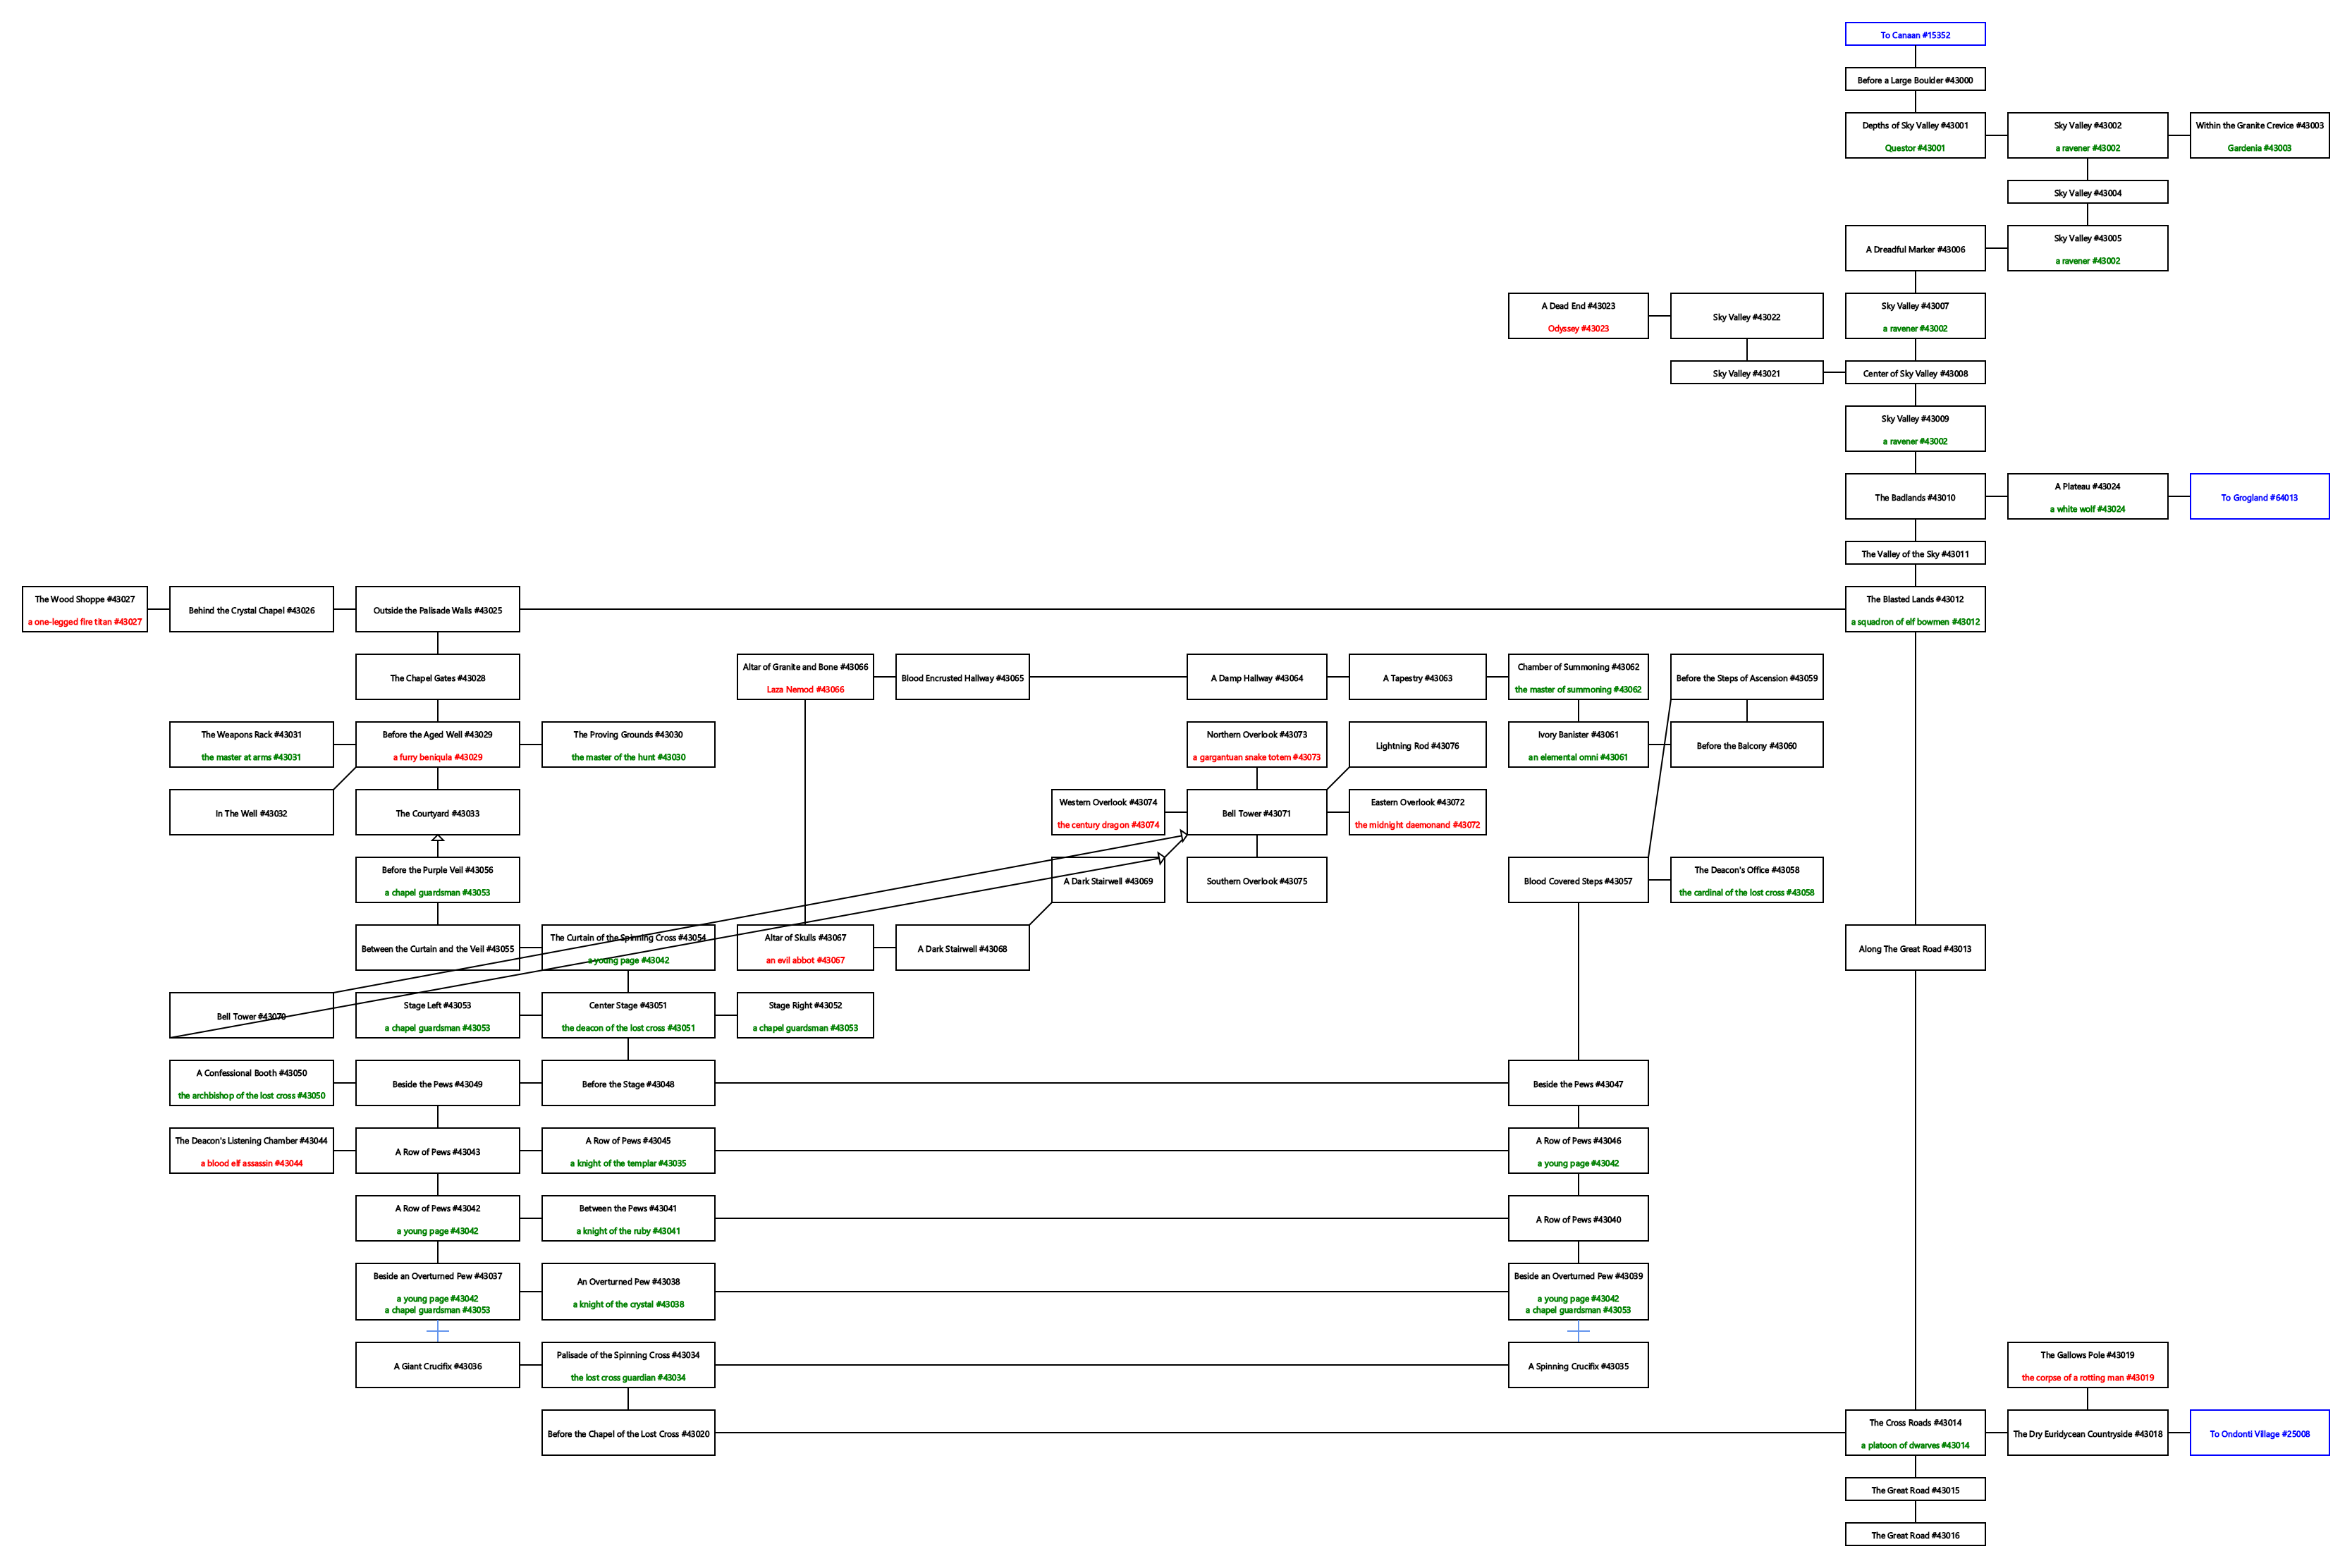 To Canaan #15352
Before a Large Boulder #43000
Depths of Sky Valley #43001
Questor #43001
Sky Valley #43002
a ravener #43002
Within the Granite Crevice #43003
Gardenia #43003
Sky Valley #43004
A Dreadful Marker #43006
Sky Valley #43005
a ravener #43002
A Dead End #43023
Odyssey #43023
Sky Valley #43022
Sky Valley #43007
a ravener #43002
Sky Valley #43021
Center of Sky Valley #43008
Sky Valley #43009
a ravener #43002
The Badlands #43010
A Plateau #43024
a white wolf #43024
To Grogland #64013
The Valley of the Sky #43011
The Wood Shoppe #43027
a one-legged fire titan #43027
Behind the Crystal Chapel #43026
Outside the Palisade Walls #43025
The Blasted Lands #43012
a squadron of elf bowmen #43012
The Chapel Gates #43028
Altar of Granite and Bone #43066
Laza Nemod #43066
Blood Encrusted Hallway #43065
A Damp Hallway #43064
A Tapestry #43063
Chamber of Summoning #43062
the master of summoning #43062
Before the Steps of Ascension #43059
The Weapons Rack #43031
the master at arms #43031
Before the Aged Well #43029
a furry beniqula #43029
The Proving Grounds #43030
the master of the hunt #43030
Northern Overlook #43073
a gargantuan snake totem #43073
Lightning Rod #43076
Ivory Banister #43061
an elemental omni #43061
Before the Balcony #43060
In The Well #43032
The Courtyard #43033
Western Overlook #43074
the century dragon #43074
Bell Tower #43071
Eastern Overlook #43072
the midnight daemonand #43072
Before the Purple Veil #43056
a chapel guardsman #43053
A Dark Stairwell #43069
Southern Overlook #43075
Blood Covered Steps #43057
The Deacon's Office #43058
the cardinal of the lost cross #43058
Between the Curtain and the Veil #43055
The Curtain of the Spinning Cross #43054
a young page #43042
Altar of Skulls #43067
an evil abbot #43067
A Dark Stairwell #43068
Along The Great Road #43013
Bell Tower #43070
Stage Left #43053
a chapel guardsman #43053
Center Stage #43051
the deacon of the lost cross #43051
Stage Right #43052
a chapel guardsman #43053
A Confessional Booth #43050
the archbishop of the lost cross #43050
Beside the Pews #43049
Before the Stage #43048
Beside the Pews #43047
The Deacon's Listening Chamber #43044
a blood elf assassin #43044
A Row of Pews #43043
A Row of Pews #43045
a knight of the templar #43035
A Row of Pews #43046
a young page #43042
A Row of Pews #43042
a young page #43042
Between the Pews #43041
a knight of the ruby #43041
A Row of Pews #43040
Beside an Overturned Pew #43037
a young page #43042
a chapel guardsman #43053
An Overturned Pew #43038
a knight of the crystal #43038
Beside an Overturned Pew #43039
a young page #43042
a chapel guardsman #43053
A Giant Crucifix #43036
Palisade of the Spinning Cross #43034
the lost cross guardian #43034
A Spinning Crucifix #43035
The Gallows Pole #43019
the corpse of a rotting man #43019
Before the Chapel of the Lost Cross #43020
The Cross Roads #43014
a platoon of dwarves #43014
The Dry Euridycean Countryside #43018
To Ondonti Village #25008
The Great Road #43015
The Great Road #43016